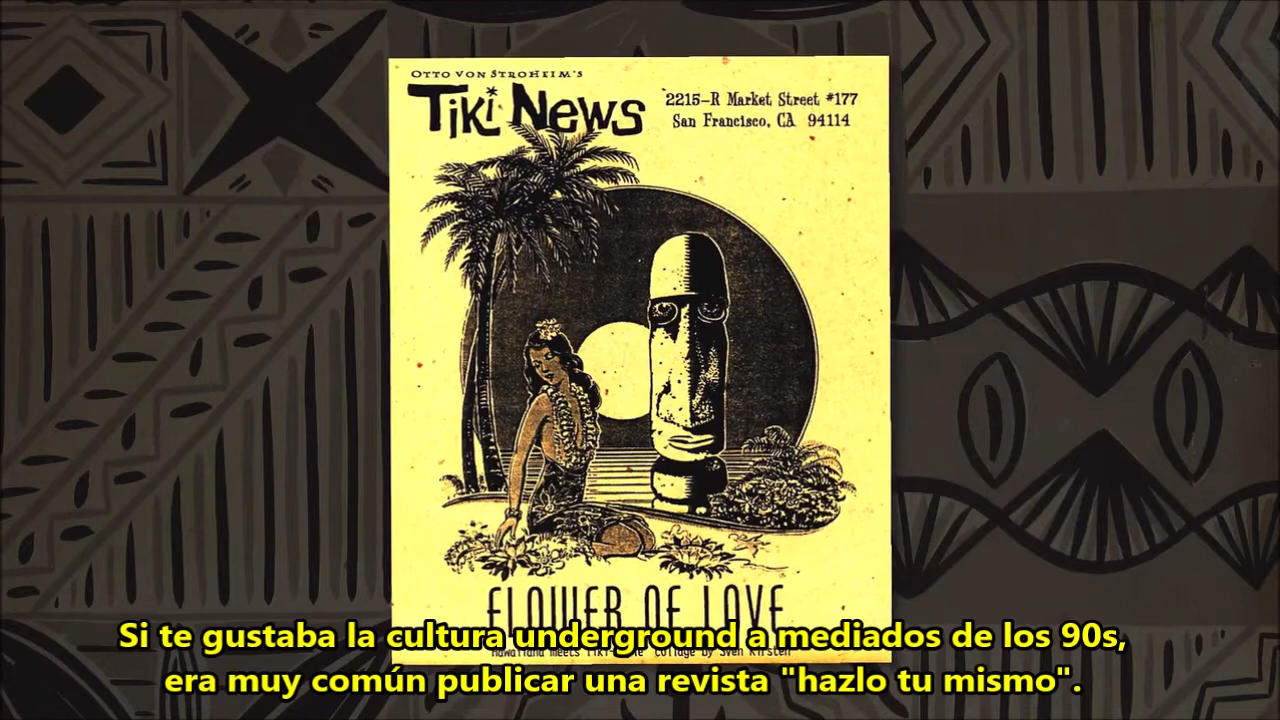 OTTO VON STROHEIM'S
TIKI NEWS
2215–R Market Street #177
San Francisco, CA 94114
FLOWER OF LOVE
collage by Sven Kirsten
Si te gustaba la cultura underground a mediados de los 90s,
era muy común publicar una revista "hazlo tu mismo".